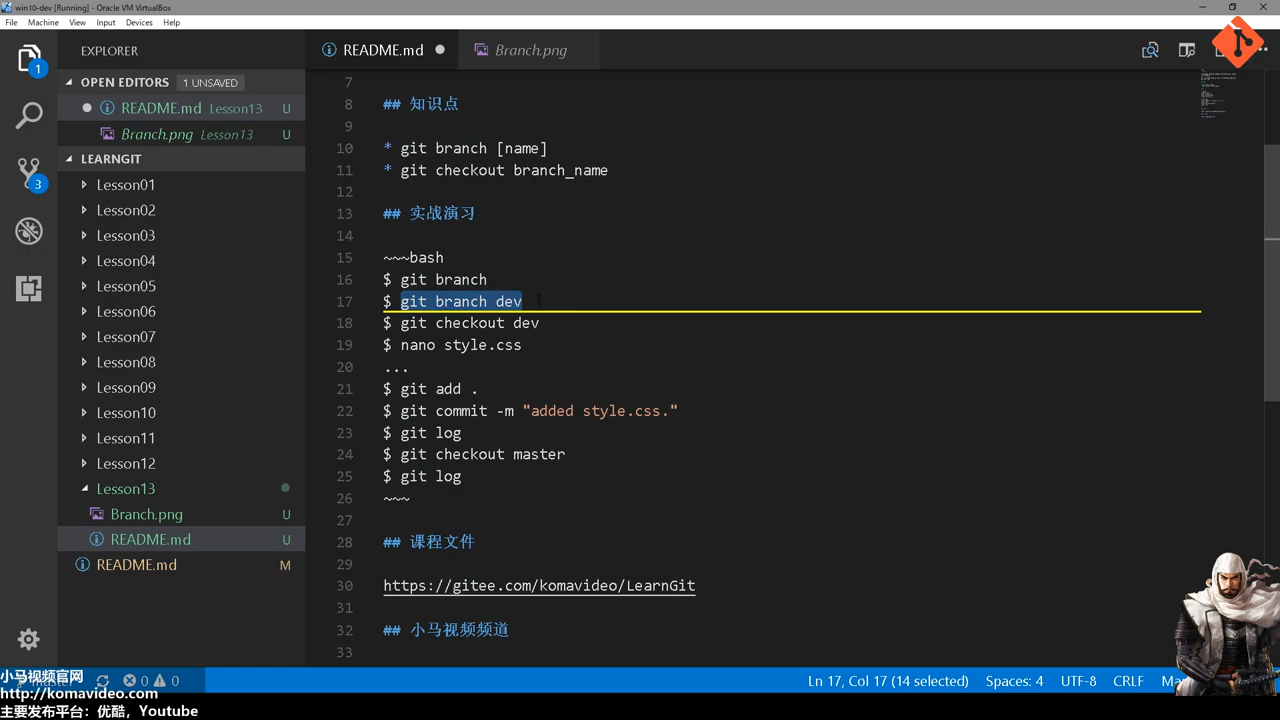 win10-dev [Running] - Oracle VM VirtualBox
File Machine View Input Devices Help
EXPLORER
OPEN EDITORS 1 UNSAVED
README.md Lesson13 U
Branch.png Lesson13 U
LEARNGIT
Lesson01
Lesson02
Lesson03
Lesson04
Lesson05
Lesson06
Lesson07
Lesson08
Lesson09
Lesson10
Lesson11
Lesson12
Lesson13
Branch.png U
README.md U
README.md M
1
3
README.md Branch.png
7
8 ## 知识点
9
10 * git branch [name]
11 * git checkout branch_name
12
13 ## 实战演习
14
15 ~~~bash
16 $ git branch
17 $ git branch dev
18 $ git checkout dev
19 $ nano style.css
20 ...
21 $ git add .
22 $ git commit -m "added style.css."
23 $ git log
24 $ git checkout master
25 $ git log
26 ~~~
27
28 ## 课程文件
29
30 https://gitee.com/komavideo/LearnGit
31
32 ## 小马视频频道
33
小马视频官网
http://komavideo.com
主要发布平台：优酷，Youtube
0 0
Ln 17, Col 17 (14 selected) Spaces: 4 UTF-8 CRLF